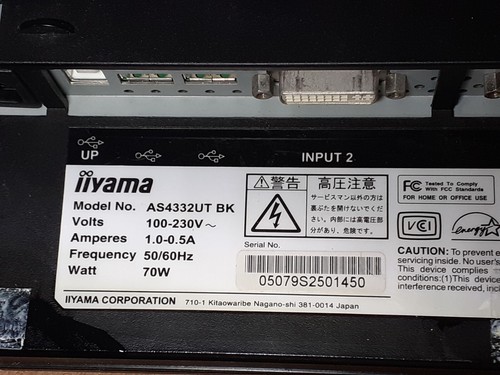 UP
INPUT 2
iiyama
Model No. AS4332UT BK
Volts 100-230V ~
Amperes 1.0-0.5A
Frequency 50/60Hz
Watt 70W
IIYAMA CORPORATION 710-1 Kitaowaribe Nagano-shi 381-0014 Japan
警告
高圧注意
サービスマン以外の方は
裏ぶたを開けないでくだ
さい。内部には高電圧部
分があり、危険です。
Serial No.
05079S2501450
FC Tested To Comply
With FCC Standards
FOR HOME OR OFFICE USE
VCI
energy
CAUTION: To prevent e
servicing inside. No user's
This device complies
conditions:(1)This device
interference received, inc